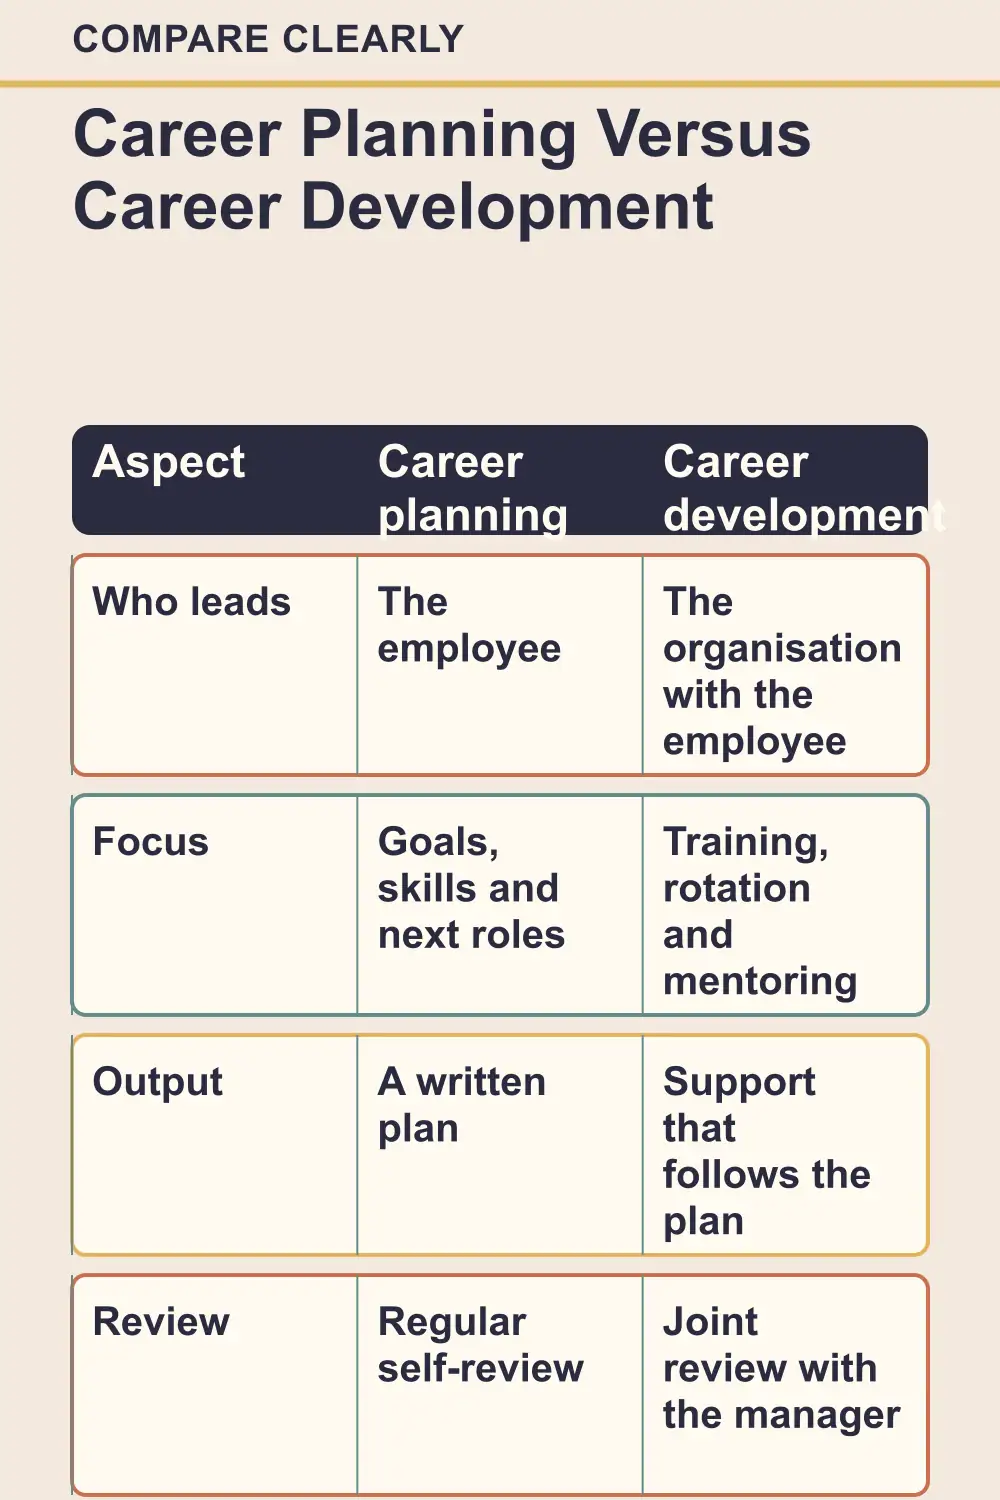 COMPARE CLEARLY
Career Planning Versus
Career Development
Aspect
Career
planning
Career
development
Who leads
The
employee
The
organisation
with the
employee
Focus
Goals,
skills and
next roles
Training,
rotation
and
mentoring
Output
A written
plan
Support
that
follows the
plan
Review
Regular
self-review
Joint
review with
the manager